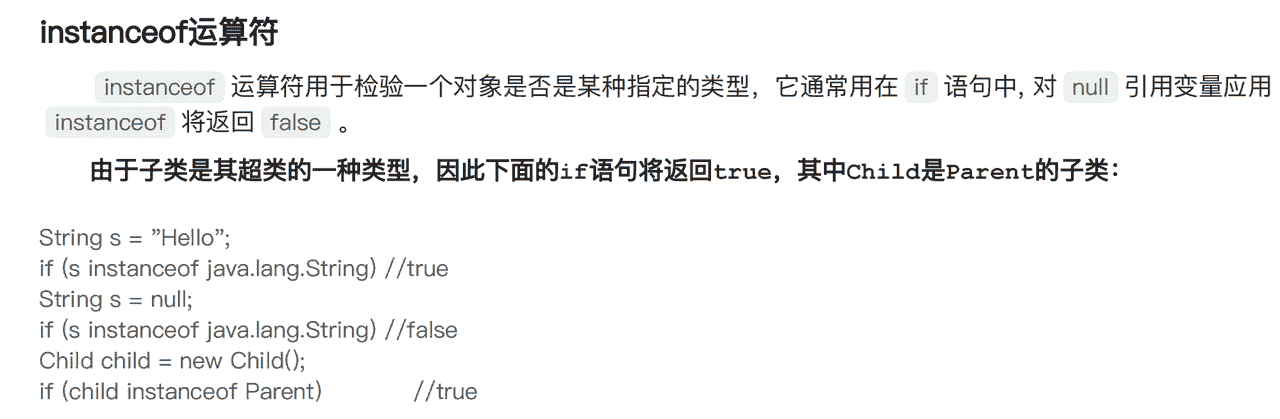 instanceof运算符
instanceof 运算符用于检验一个对象是否是某种指定的类型，它通常用在 if 语句中, 对 null 引用变量应用
instanceof 将返回 false 。
由于子类是其超类的一种类型，因此下面的if语句将返回true，其中Child是Parent的子类：
String s = ”Hello”;
if (s instanceof java.lang.String) //true
String s = null;
if (s instanceof java.lang.String) //false
Child child = new Child();
if (child instanceof Parent) //true